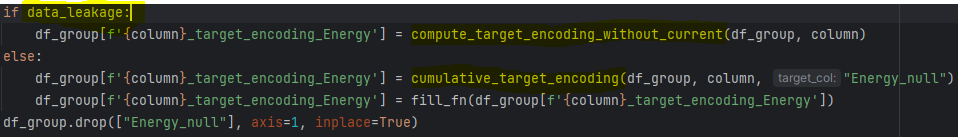 if data_leakage:
df_group[f'{column}_target_encoding_Energy'] = compute_target_encoding_without_current(df_group, column)
else:
df_group[f'{column}_target_encoding_Energy'] = cumulative_target_encoding(df_group, column, target_col: "Energy_null")
df_group[f'{column}_target_encoding_Energy'] = fill_fn(df_group[f'{column}_target_encoding_Energy'])
df_group.drop(["Energy_null"], axis=1, inplace=True)